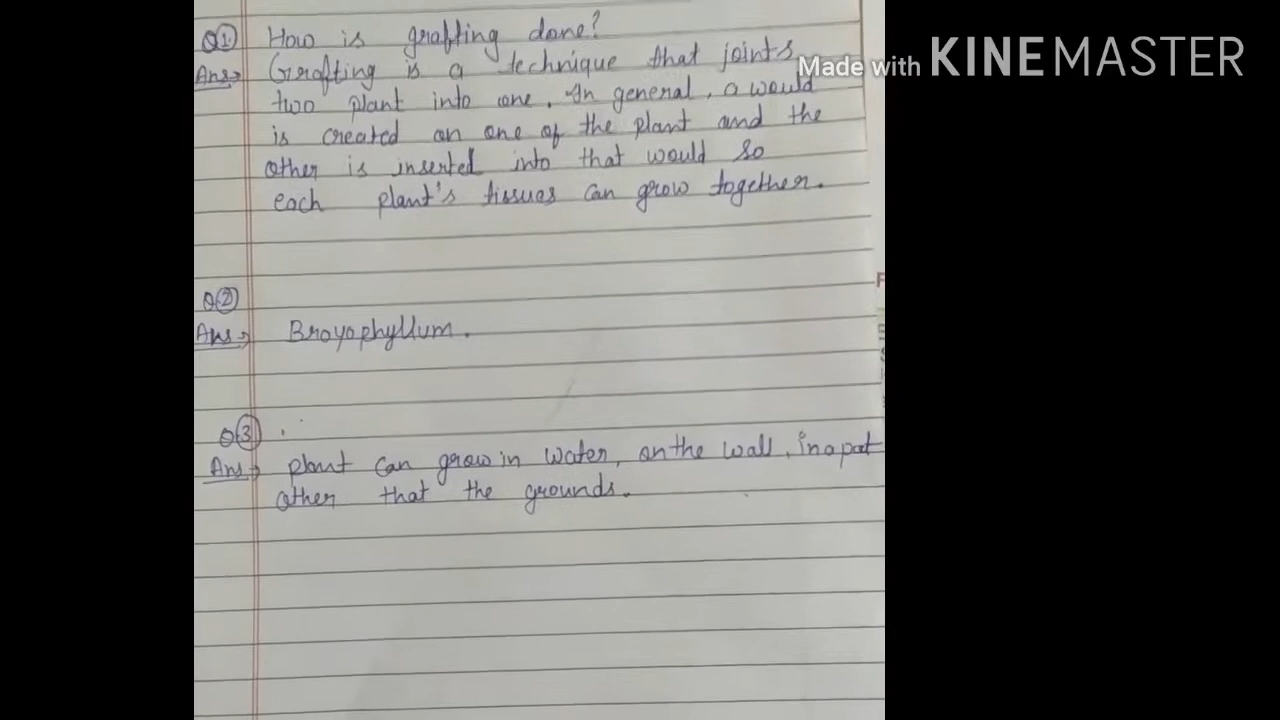 Q1 How is grafting done?
Ans→ Grafting is a technique that joints
two plant into one. In general, a would
is created on one of the plant and the
other is inserted into that would so
each plant's tissues can grow together.
Q2
Ans→ Broyophyllum.
Q3
Ans→ plant can grow in water, on the wall, in a pot
other that the grounds.
Made with KINEMASTER